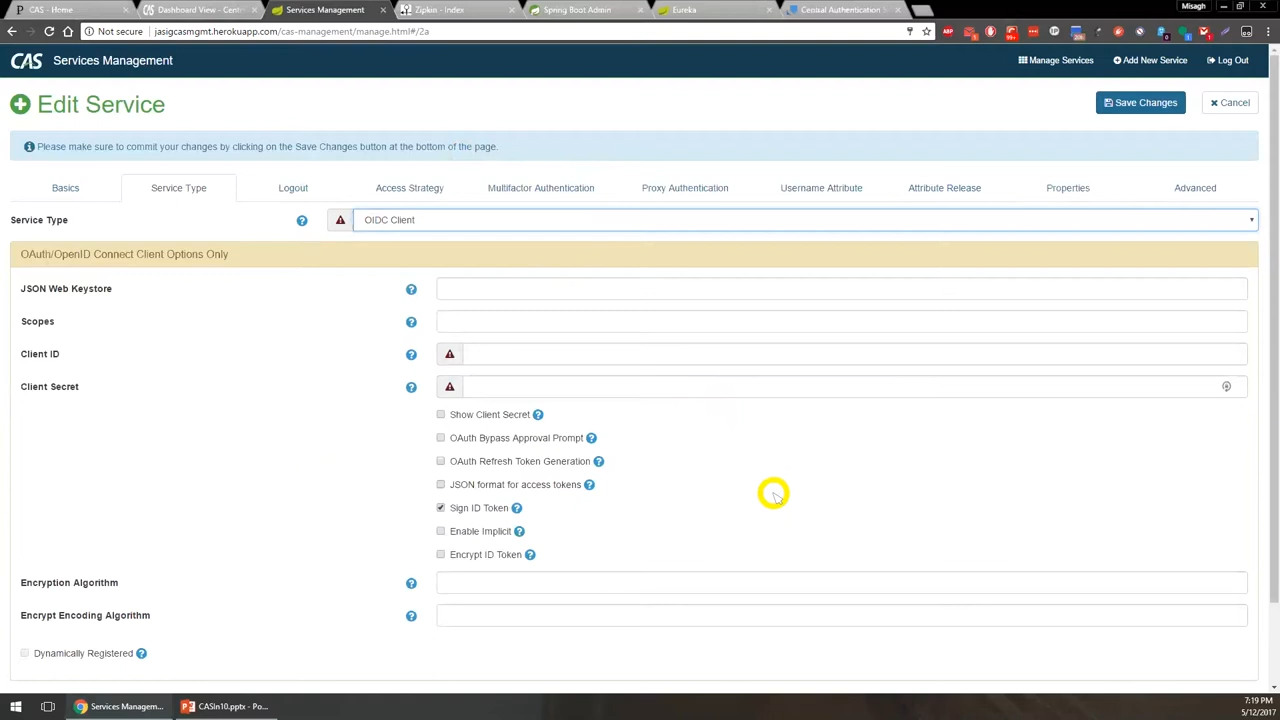 CAS - Home
Dashboard View - Centr
Services Management
Zipkin - Index
Spring Boot Admin
Eureka
Central Authentication
Misagh
Not secure
jasigcasmgmt.herokuapp.com/cas-management/manage.html#/2a
CAS
Services Management
Manage Services
Add New Service
Log Out
Edit Service
Save Changes
Cancel
Please make sure to commit your changes by clicking on the Save Changes button at the bottom of the page.
Basics
Service Type
Logout
Access Strategy
Multifactor Authentication
Proxy Authentication
Username Attribute
Attribute Release
Properties
Advanced
Service Type
OIDC Client
OAuth/OpenID Connect Client Options Only
JSON Web Keystore
Scopes
Client ID
Client Secret
Show Client Secret
OAuth Bypass Approval Prompt
OAuth Refresh Token Generation
JSON format for access tokens
Sign ID Token
Enable Implicit
Encrypt ID Token
Encryption Algorithm
Encrypt Encoding Algorithm
Dynamically Registered
Services Managem...
CASIn10.pptx - Po...
7:19 PM
5/12/2017